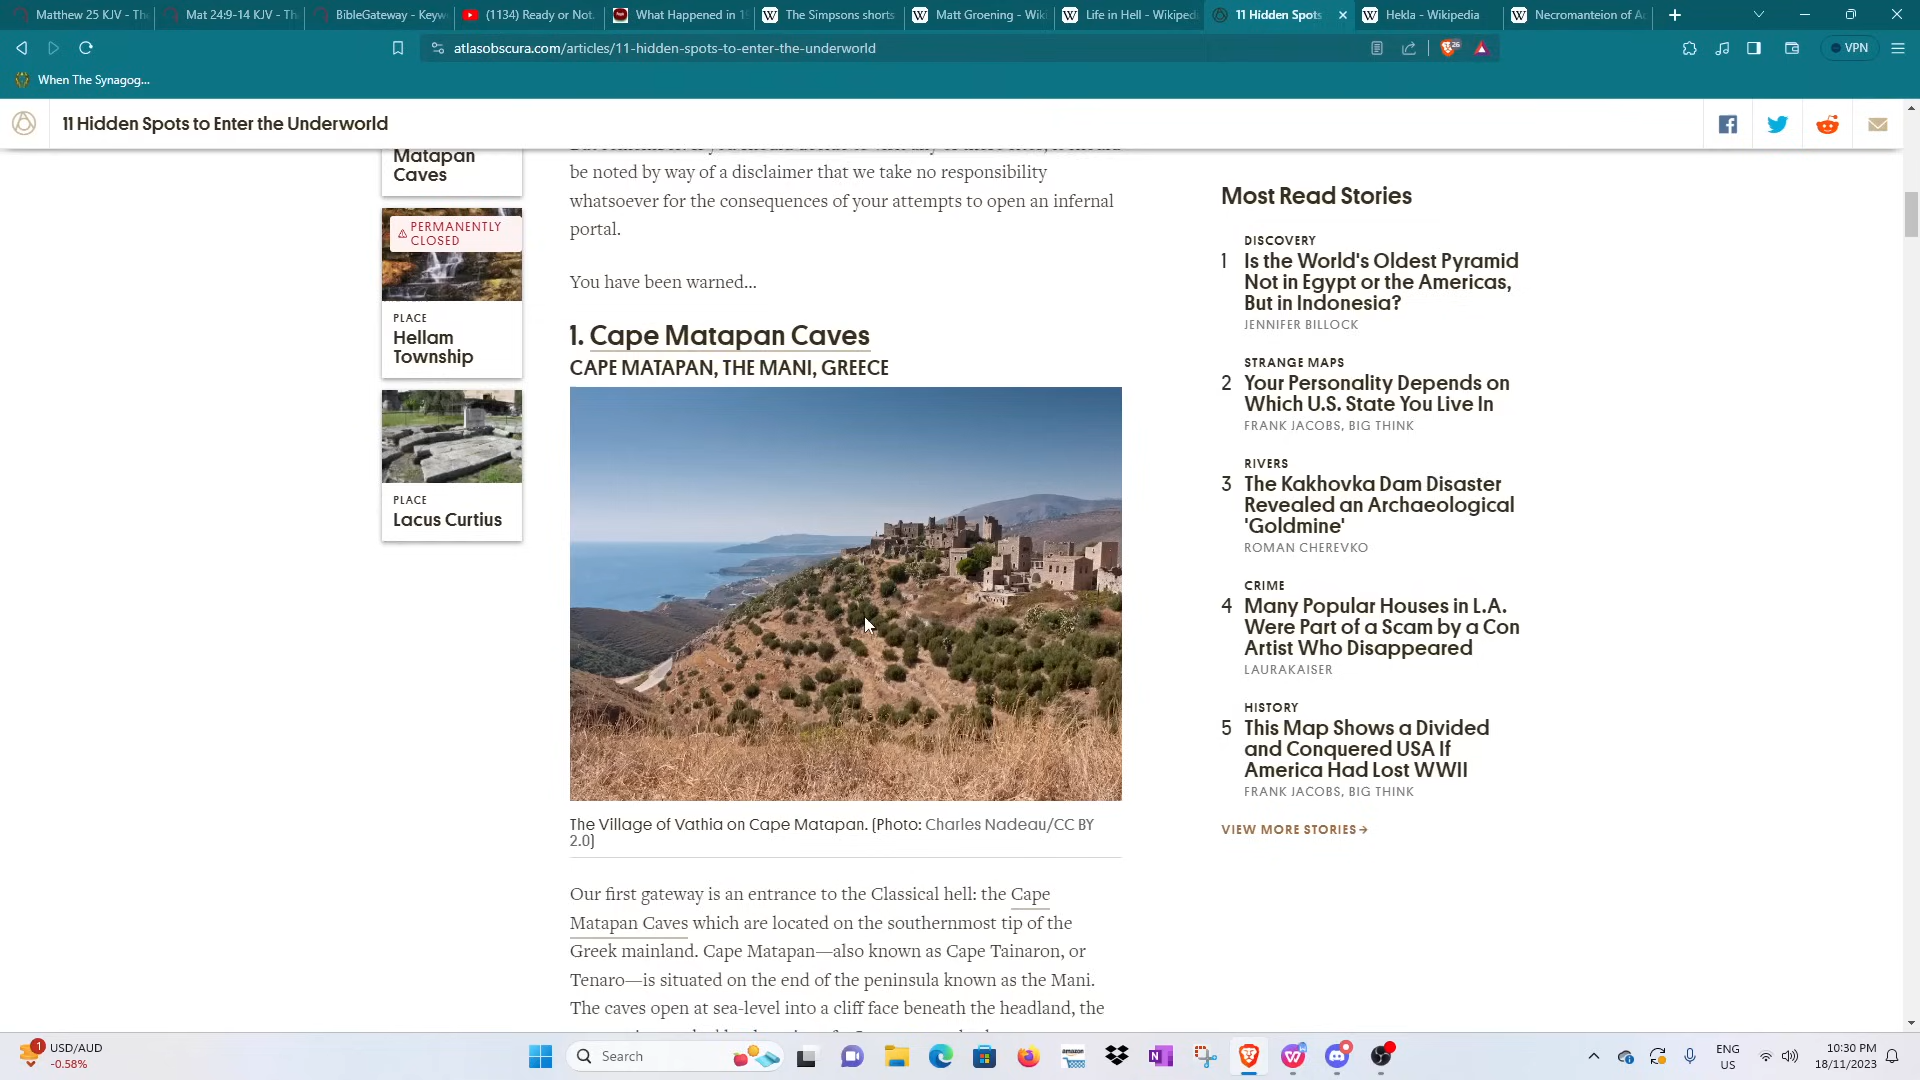 Matthew 25 KJV - The
Mat 24:9-14 KJV - Th
BibleGateway - Keyw
(1134) Ready or Not.
What Happened in 15
The Simpsons shorts
Matt Groening - Wiki
Life in Hell - Wikiped
11 Hidden Spots
Hekla - Wikipedia
Necromanteion of Ac
atlasobscura.com/articles/11-hidden-spots-to-enter-the-underworld
26
VPN
When The Synagog...
11 Hidden Spots to Enter the Underworld
Matapan
Caves
PERMANENTLY
CLOSED
PLACE
Hellam
Township
PLACE
Lacus Curtius
be noted by way of a disclaimer that we take no responsibility
whatsoever for the consequences of your attempts to open an infernal
portal.
You have been warned...
1. Cape Matapan Caves
CAPE MATAPAN, THE MANI, GREECE
The Village of Vathia on Cape Matapan. (Photo: Charles Nadeau/CC BY
2.0)
Our first gateway is an entrance to the Classical hell: the Cape
Matapan Caves which are located on the southernmost tip of the
Greek mainland. Cape Matapan—also known as Cape Tainaron, or
Tenaro—is situated on the end of the peninsula known as the Mani.
The caves open at sea-level into a cliff face beneath the headland, the
Most Read Stories
DISCOVERY
1 Is the World's Oldest Pyramid
Not in Egypt or the Americas,
But in Indonesia?
JENNIFER BILLOCK
STRANGE MAPS
2 Your Personality Depends on
Which U.S. State You Live In
FRANK JACOBS, BIG THINK
RIVERS
3 The Kakhovka Dam Disaster
Revealed an Archaeological
'Goldmine'
ROMAN CHEREVKO
CRIME
4 Many Popular Houses in L.A.
Were Part of a Scam by a Con
Artist Who Disappeared
LAURAKAISER
HISTORY
5 This Map Shows a Divided
and Conquered USA If
America Had Lost WWII
FRANK JACOBS, BIG THINK
VIEW MORE STORIES→
1
USD/AUD
-0.58%
Search
amazon
ENG
US
10:30 PM
18/11/2023